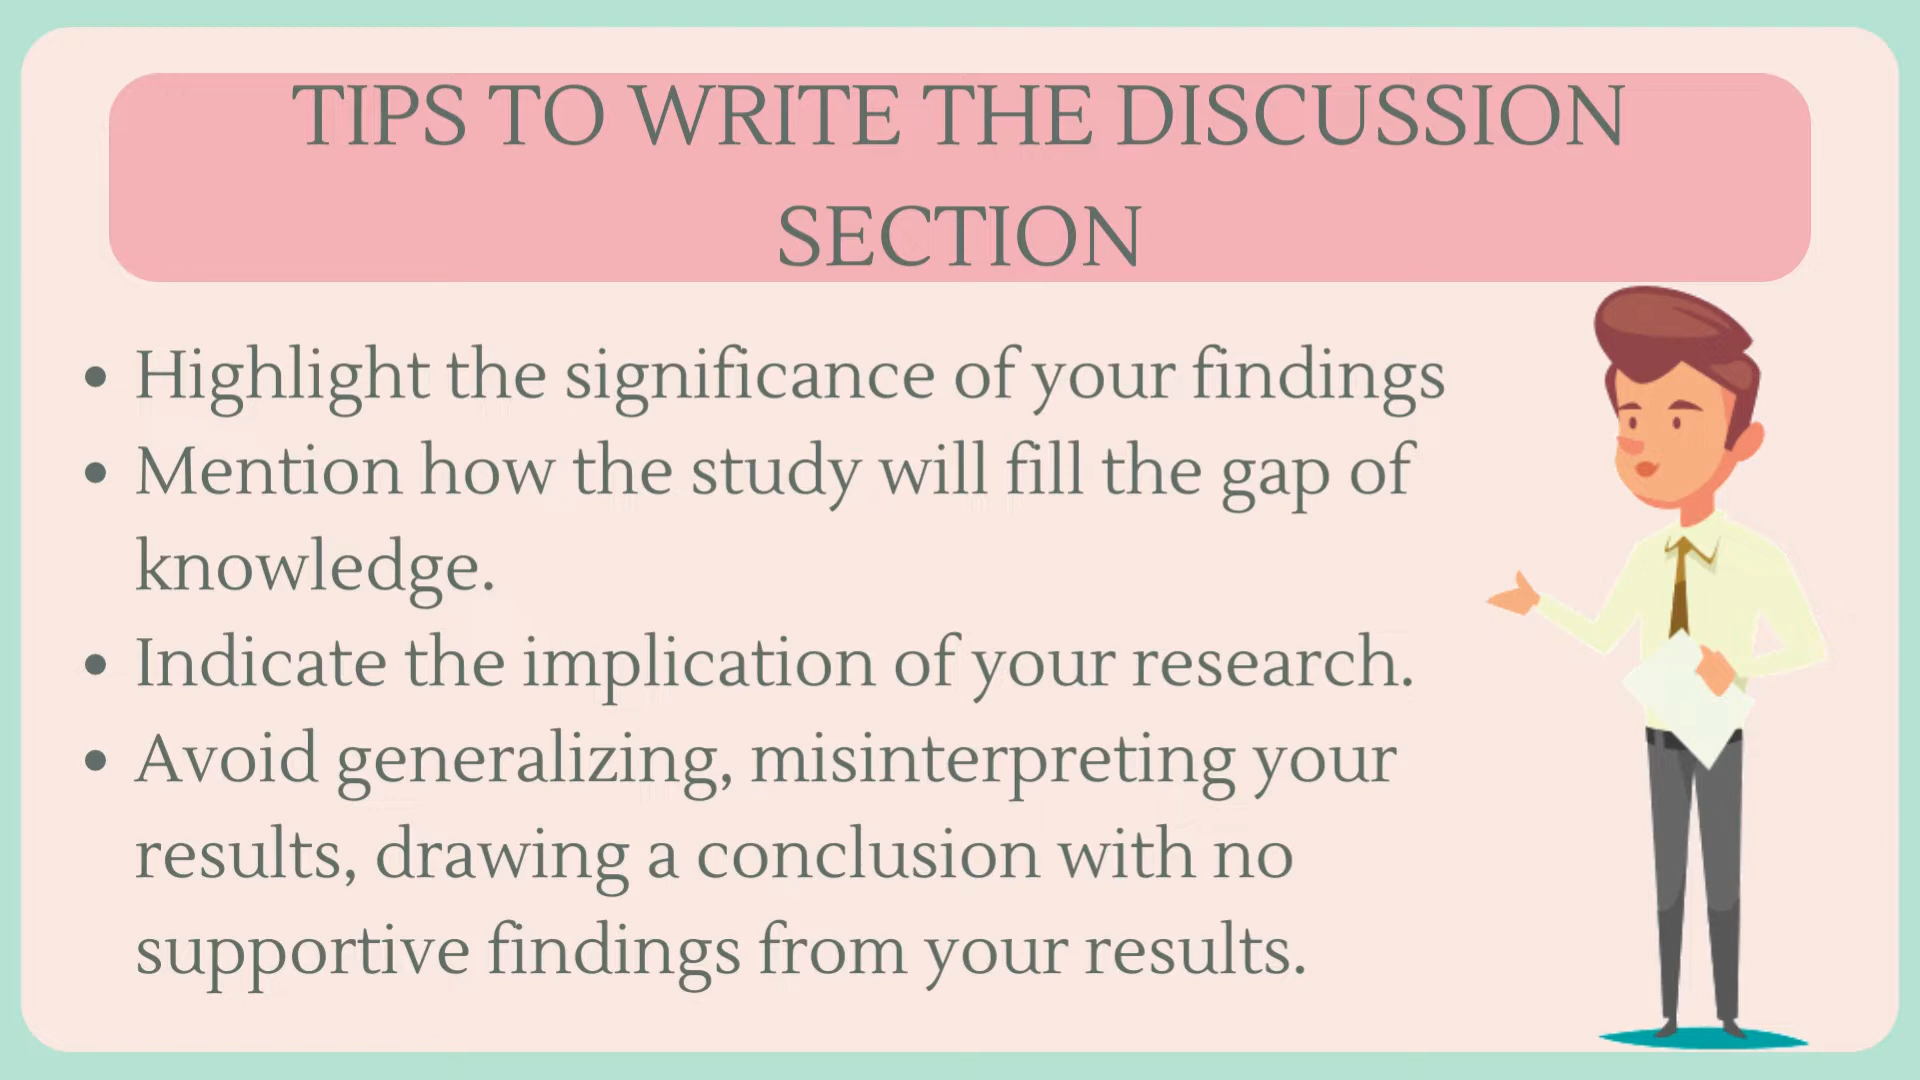 TIPS TO WRITE THE DISCUSSION
SECTION
• Highlight the significance of your findings
• Mention how the study will fill the gap of
knowledge.
• Indicate the implication of your research.
• Avoid generalizing, misinterpreting your
results, drawing a conclusion with no
supportive findings from your results.